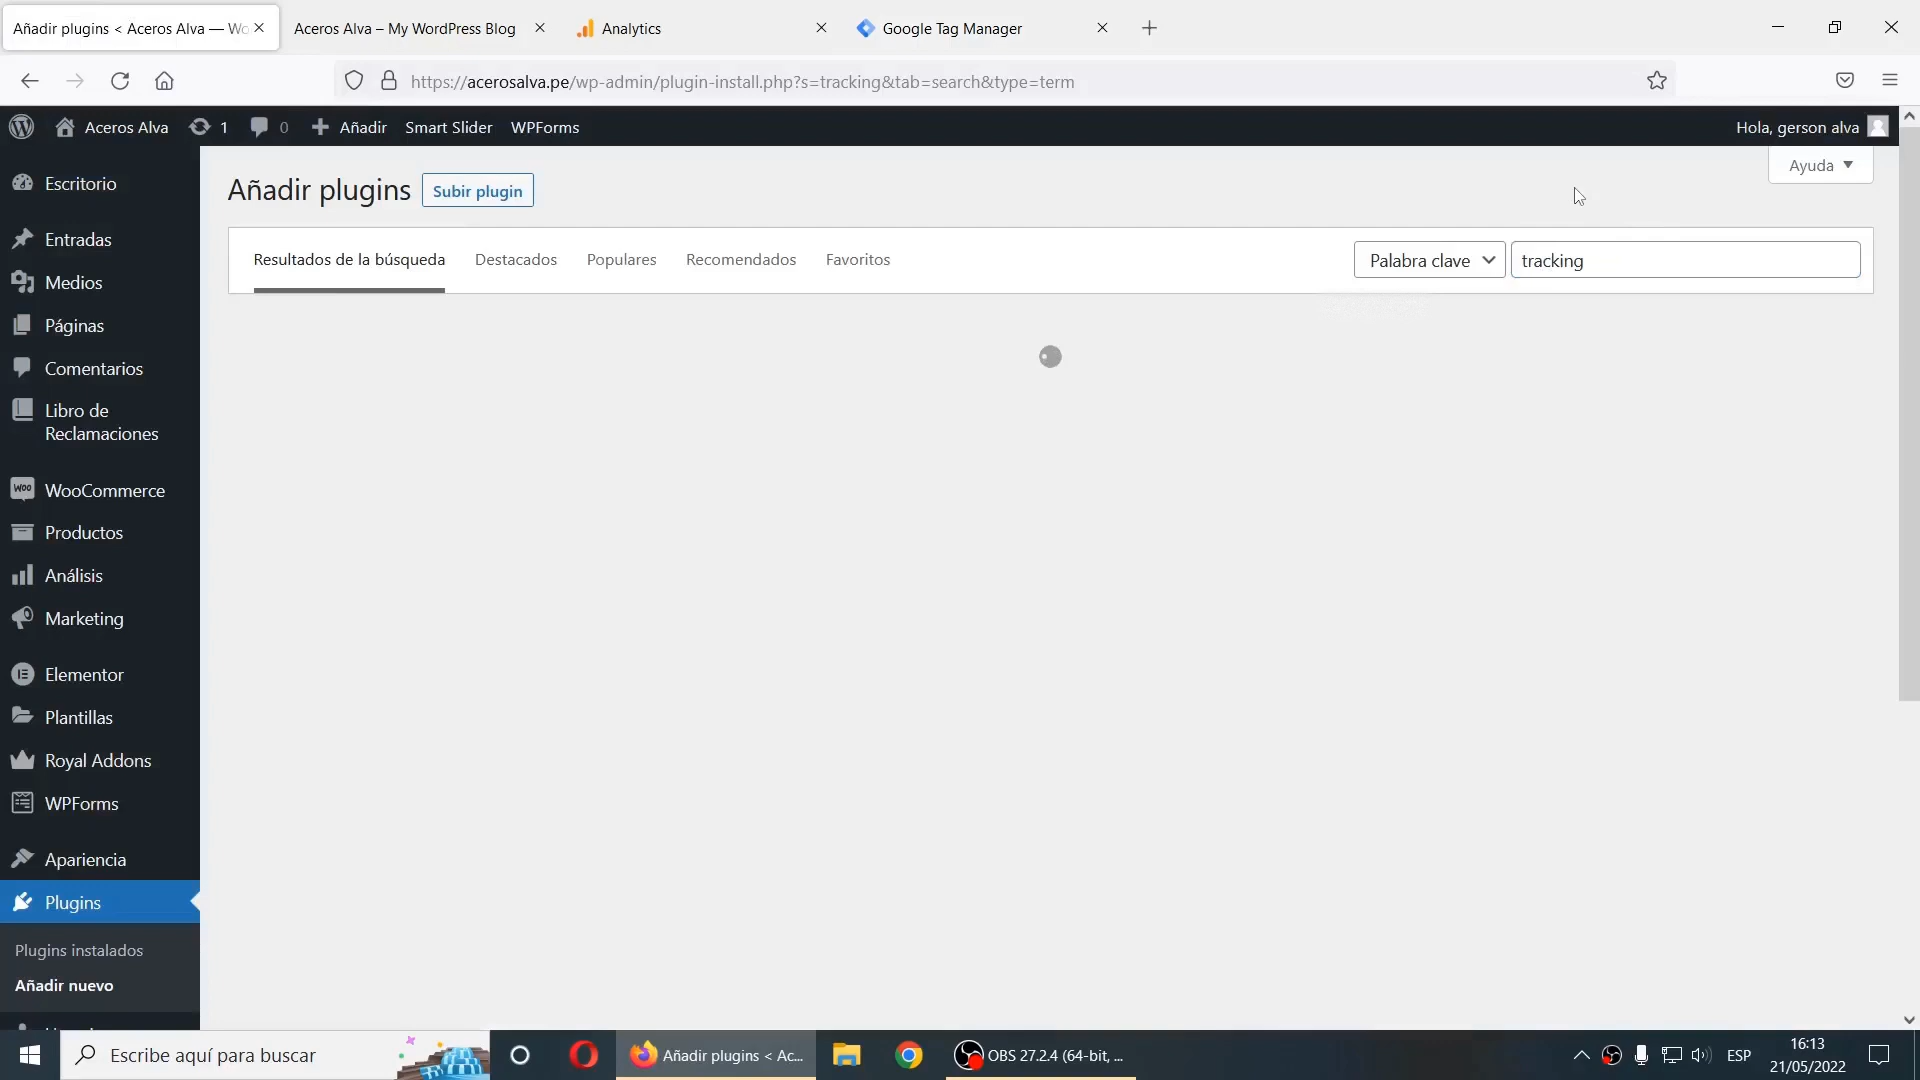 Añadir plugins < Aceros Alva — Wo
Aceros Alva – My WordPress Blog
Analytics
Google Tag Manager
https://acerosalva.pe/wp-admin/plugin-install.php?s=tracking&tab=search&type=term
Aceros Alva
1
0
Añadir
Smart Slider
WPForms
Hola, gerson alva
Ayuda
Añadir plugins
Subir plugin
Resultados de la búsqueda
Destacados
Populares
Recomendados
Favoritos
Palabra clave
tracking
Escritorio
Entradas
Medios
Páginas
Comentarios
Libro de
Reclamaciones
WooCommerce
Productos
Análisis
Marketing
Elementor
Plantillas
Royal Addons
WPForms
Apariencia
Plugins
Plugins instalados
Añadir nuevo
Escribe aquí para buscar
Añadir plugins < Ac...
OBS 27.2.4 (64-bit, ...
ESP
16:13
21/05/2022